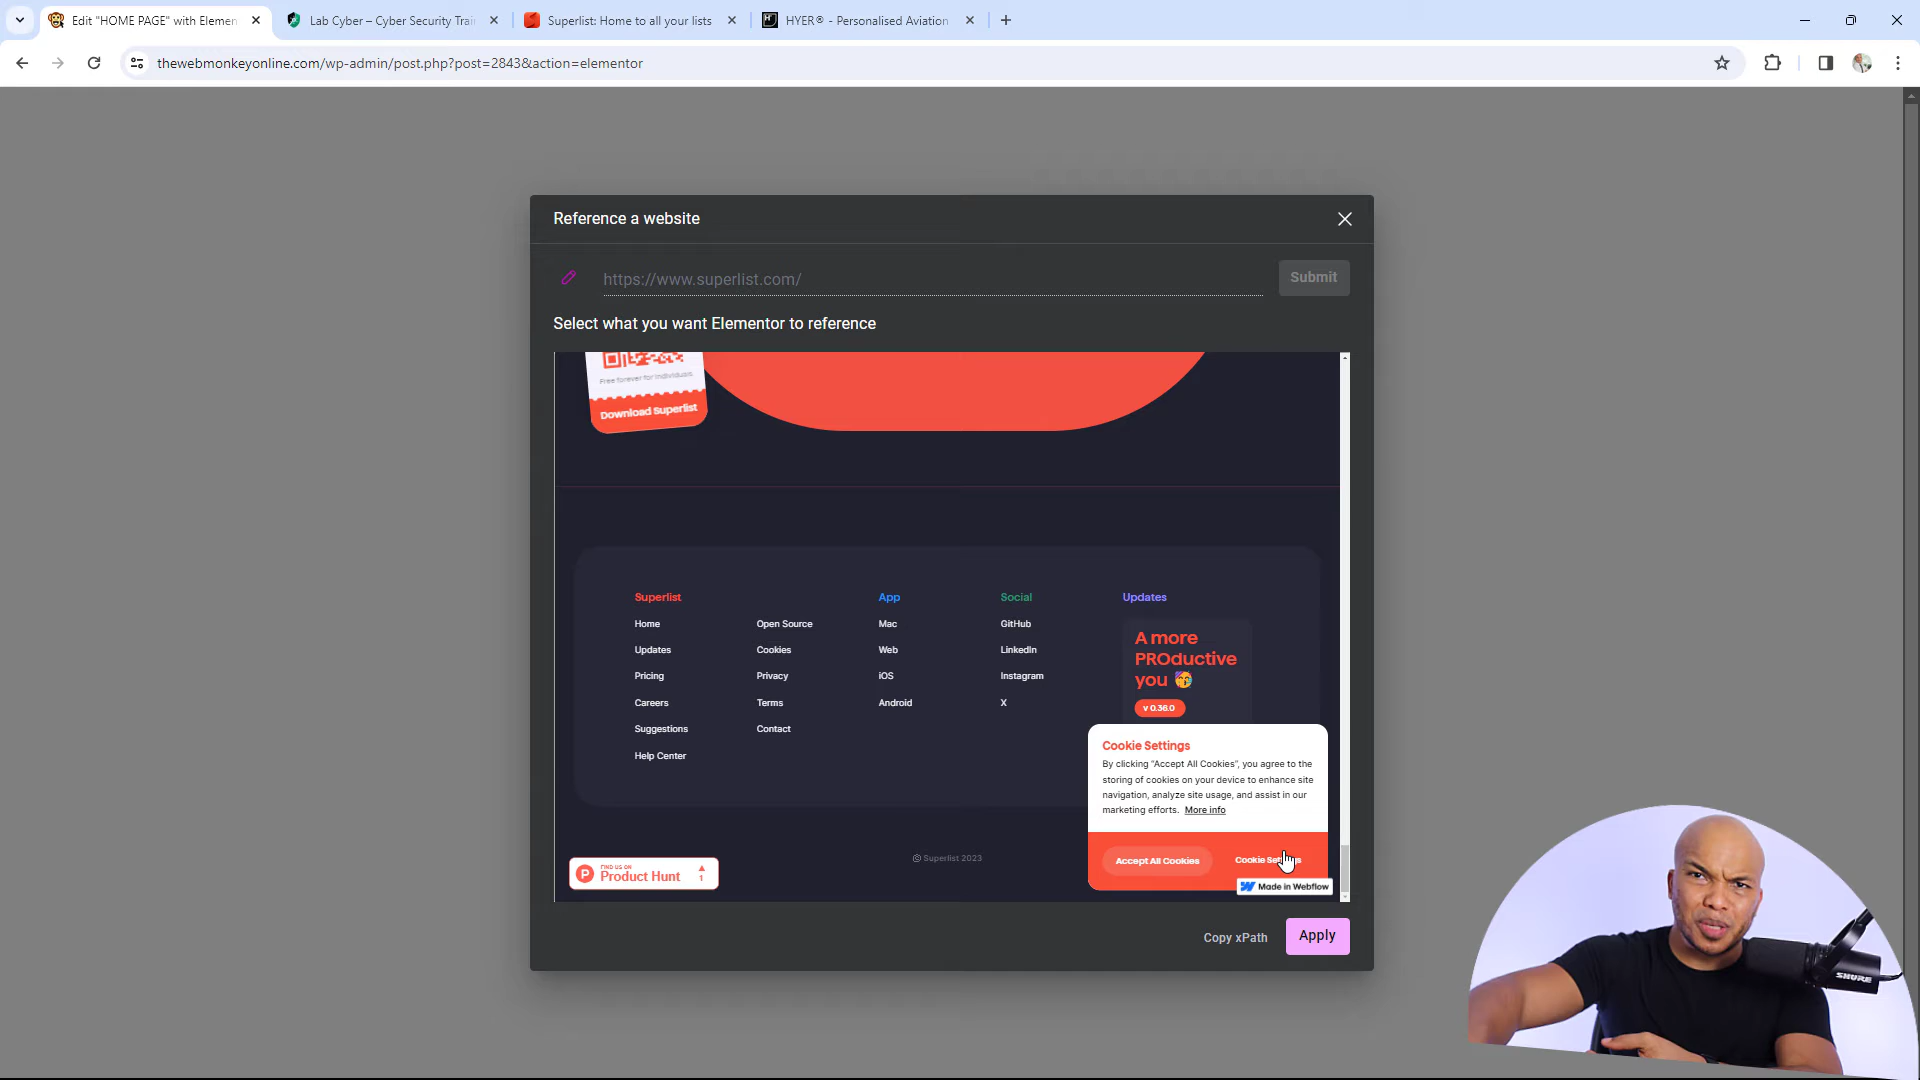 Edit "HOME PAGE" with Elemen
Lab Cyber – Cyber Security Trai
Superlist: Home to all your lists
HYER® - Personalised Aviation
thewebmonkeyonline.com/wp-admin/post.php?post=2843&action=elementor
Reference a website
https://www.superlist.com/
Submit
Select what you want Elementor to reference
Free forever for individuals
Download Superlist
Superlist
Home
Updates
Pricing
Careers
Suggestions
Help Center
Open Source
Cookies
Privacy
Terms
Contact
App
Mac
Web
iOS
Android
Social
GitHub
LinkedIn
Instagram
X
Updates
A more
PROductive
you 🥳
v 0.36.0
Cookie Settings
By clicking “Accept All Cookies”, you agree to the
storing of cookies on your device to enhance site
navigation, analyze site usage, and assist in our
marketing efforts. More info
Accept All Cookies
Cookie Settings
Made in Webflow
© Superlist 2023
P
FIND US ON
Product Hunt
1
Copy xPath
Apply
SHURE